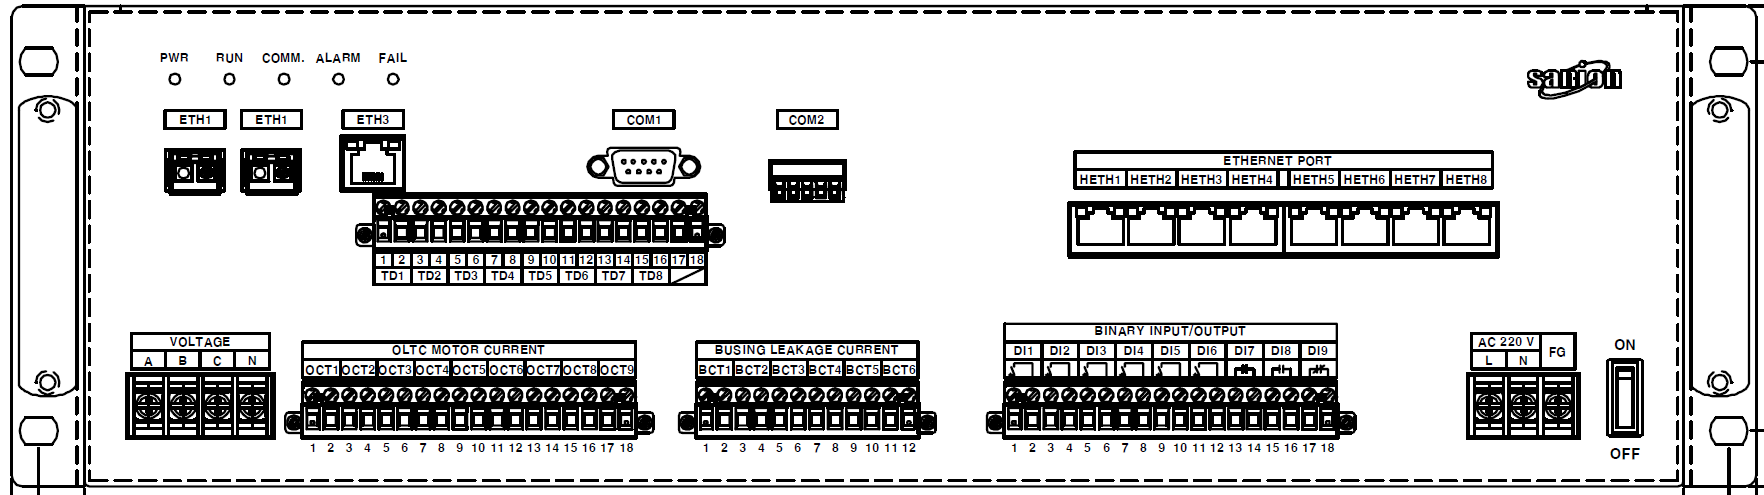 PWR RUN COMM. ALARM FAIL
sanion
ETH1 ETH1 ETH3 COM1 COM2
ETHERNET PORT
HETH1 HETH2 HETH3 HETH4 HETH5 HETH6 HETH7 HETH8
1 2 3 4 5 6 7 8 9 10 11 12 13 14 15 16 17 18
TD1 TD2 TD3 TD4 TD5 TD6 TD7 TD8
VOLTAGE
A B C N
OLTC MOTOR CURRENT
OCT1 OCT2 OCT3 OCT4 OCT5 OCT6 OCT7 OCT8 OCT9
1 2 3 4 5 6 7 8 9 10 11 12 13 14 15 16 17 18
BUSING LEAKAGE CURRENT
BCT1 BCT2 BCT3 BCT4 BCT5 BCT6
1 2 3 4 5 6 7 8 9 10 11 12
BINARY INPUT/OUTPUT
DI1 DI2 DI3 DI4 DI5 DI6 DI7 DI8 DI9
1 2 3 4 5 6 7 8 9 10 11 12 13 14 15 16 17 18
AC 220 V FG
L N
ON
OFF